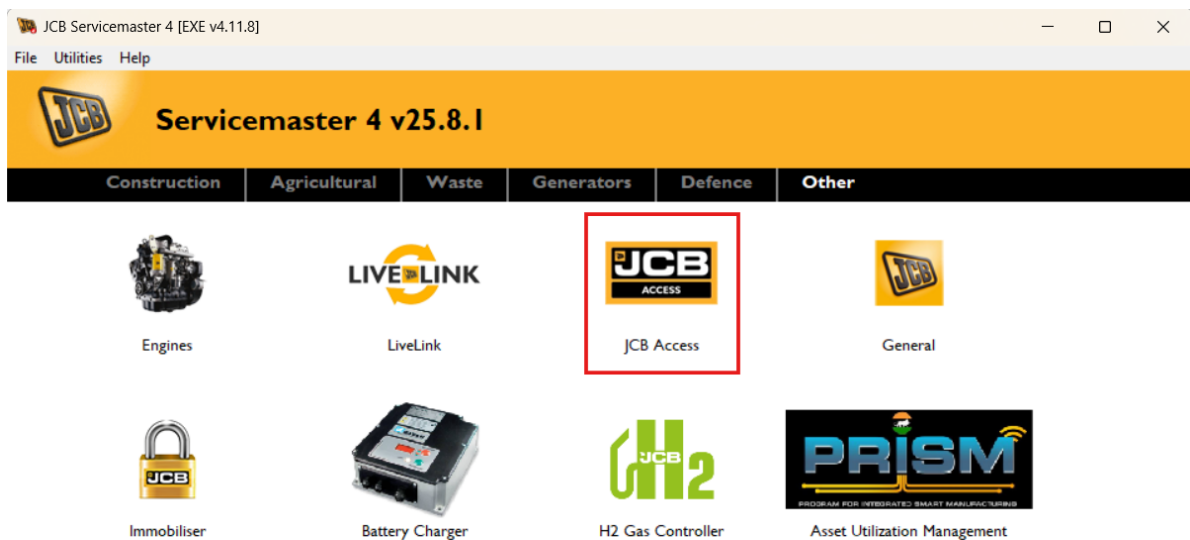 JCB Servicemaster 4 [EXE v4.11.8]
File Utilities Help
JCB Servicemaster 4 v25.8.1
Construction Agricultural Waste Generators Defence Other
LIVE LINK JCB ACCESS JCB
Engines LiveLink JCB Access General
JCB JCB H2 PRISM
PROGRAM FOR INTEGRATED SMART MANUFACTURING
Immobiliser Battery Charger H2 Gas Controller Asset Utilization Management